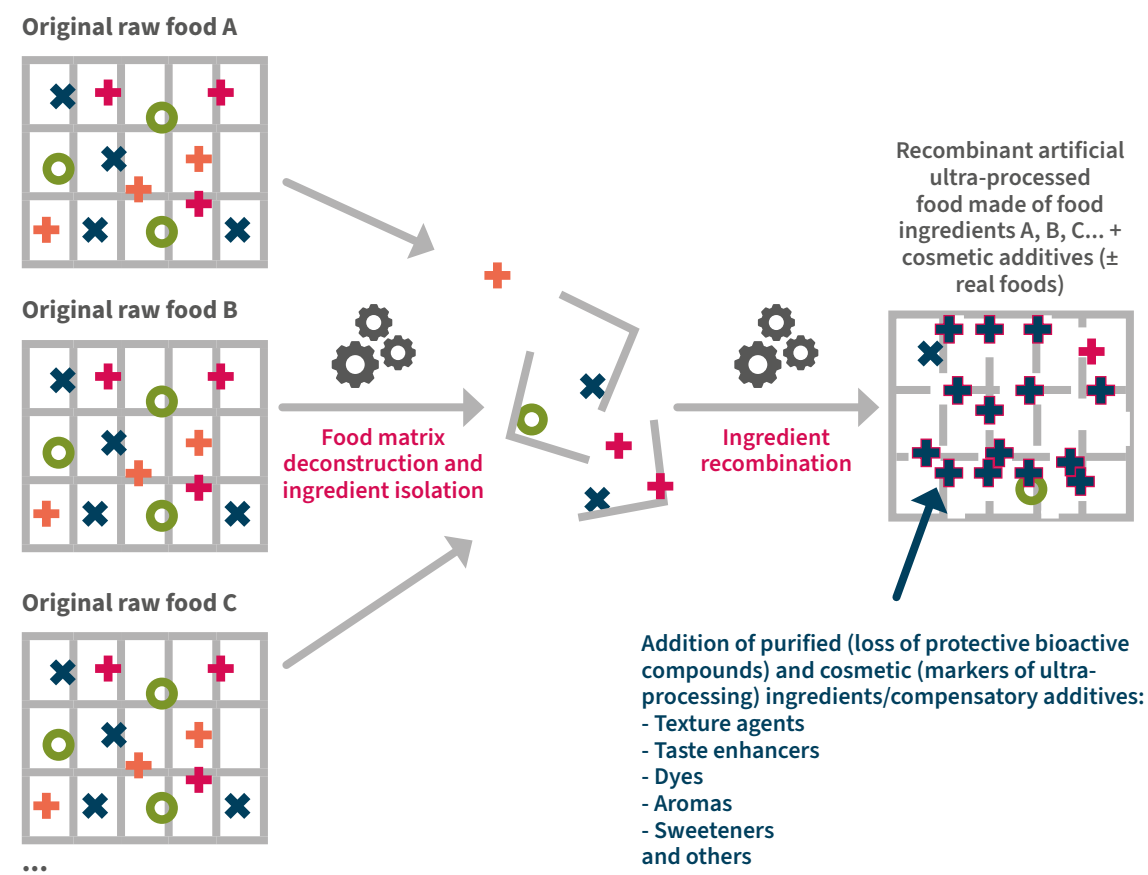 Original raw food A
Original raw food B
Original raw food C
...
Food matrix
deconstruction and
ingredient isolation
Ingredient
recombination
Recombinant artificial
ultra-processed
food made of food
ingredients A, B, C... +
cosmetic additives (±
real foods)
Addition of purified (loss of protective bioactive
compounds) and cosmetic (markers of ultra-
processing) ingredients/compensatory additives:
- Texture agents
- Taste enhancers
- Dyes
- Aromas
- Sweeteners
and others